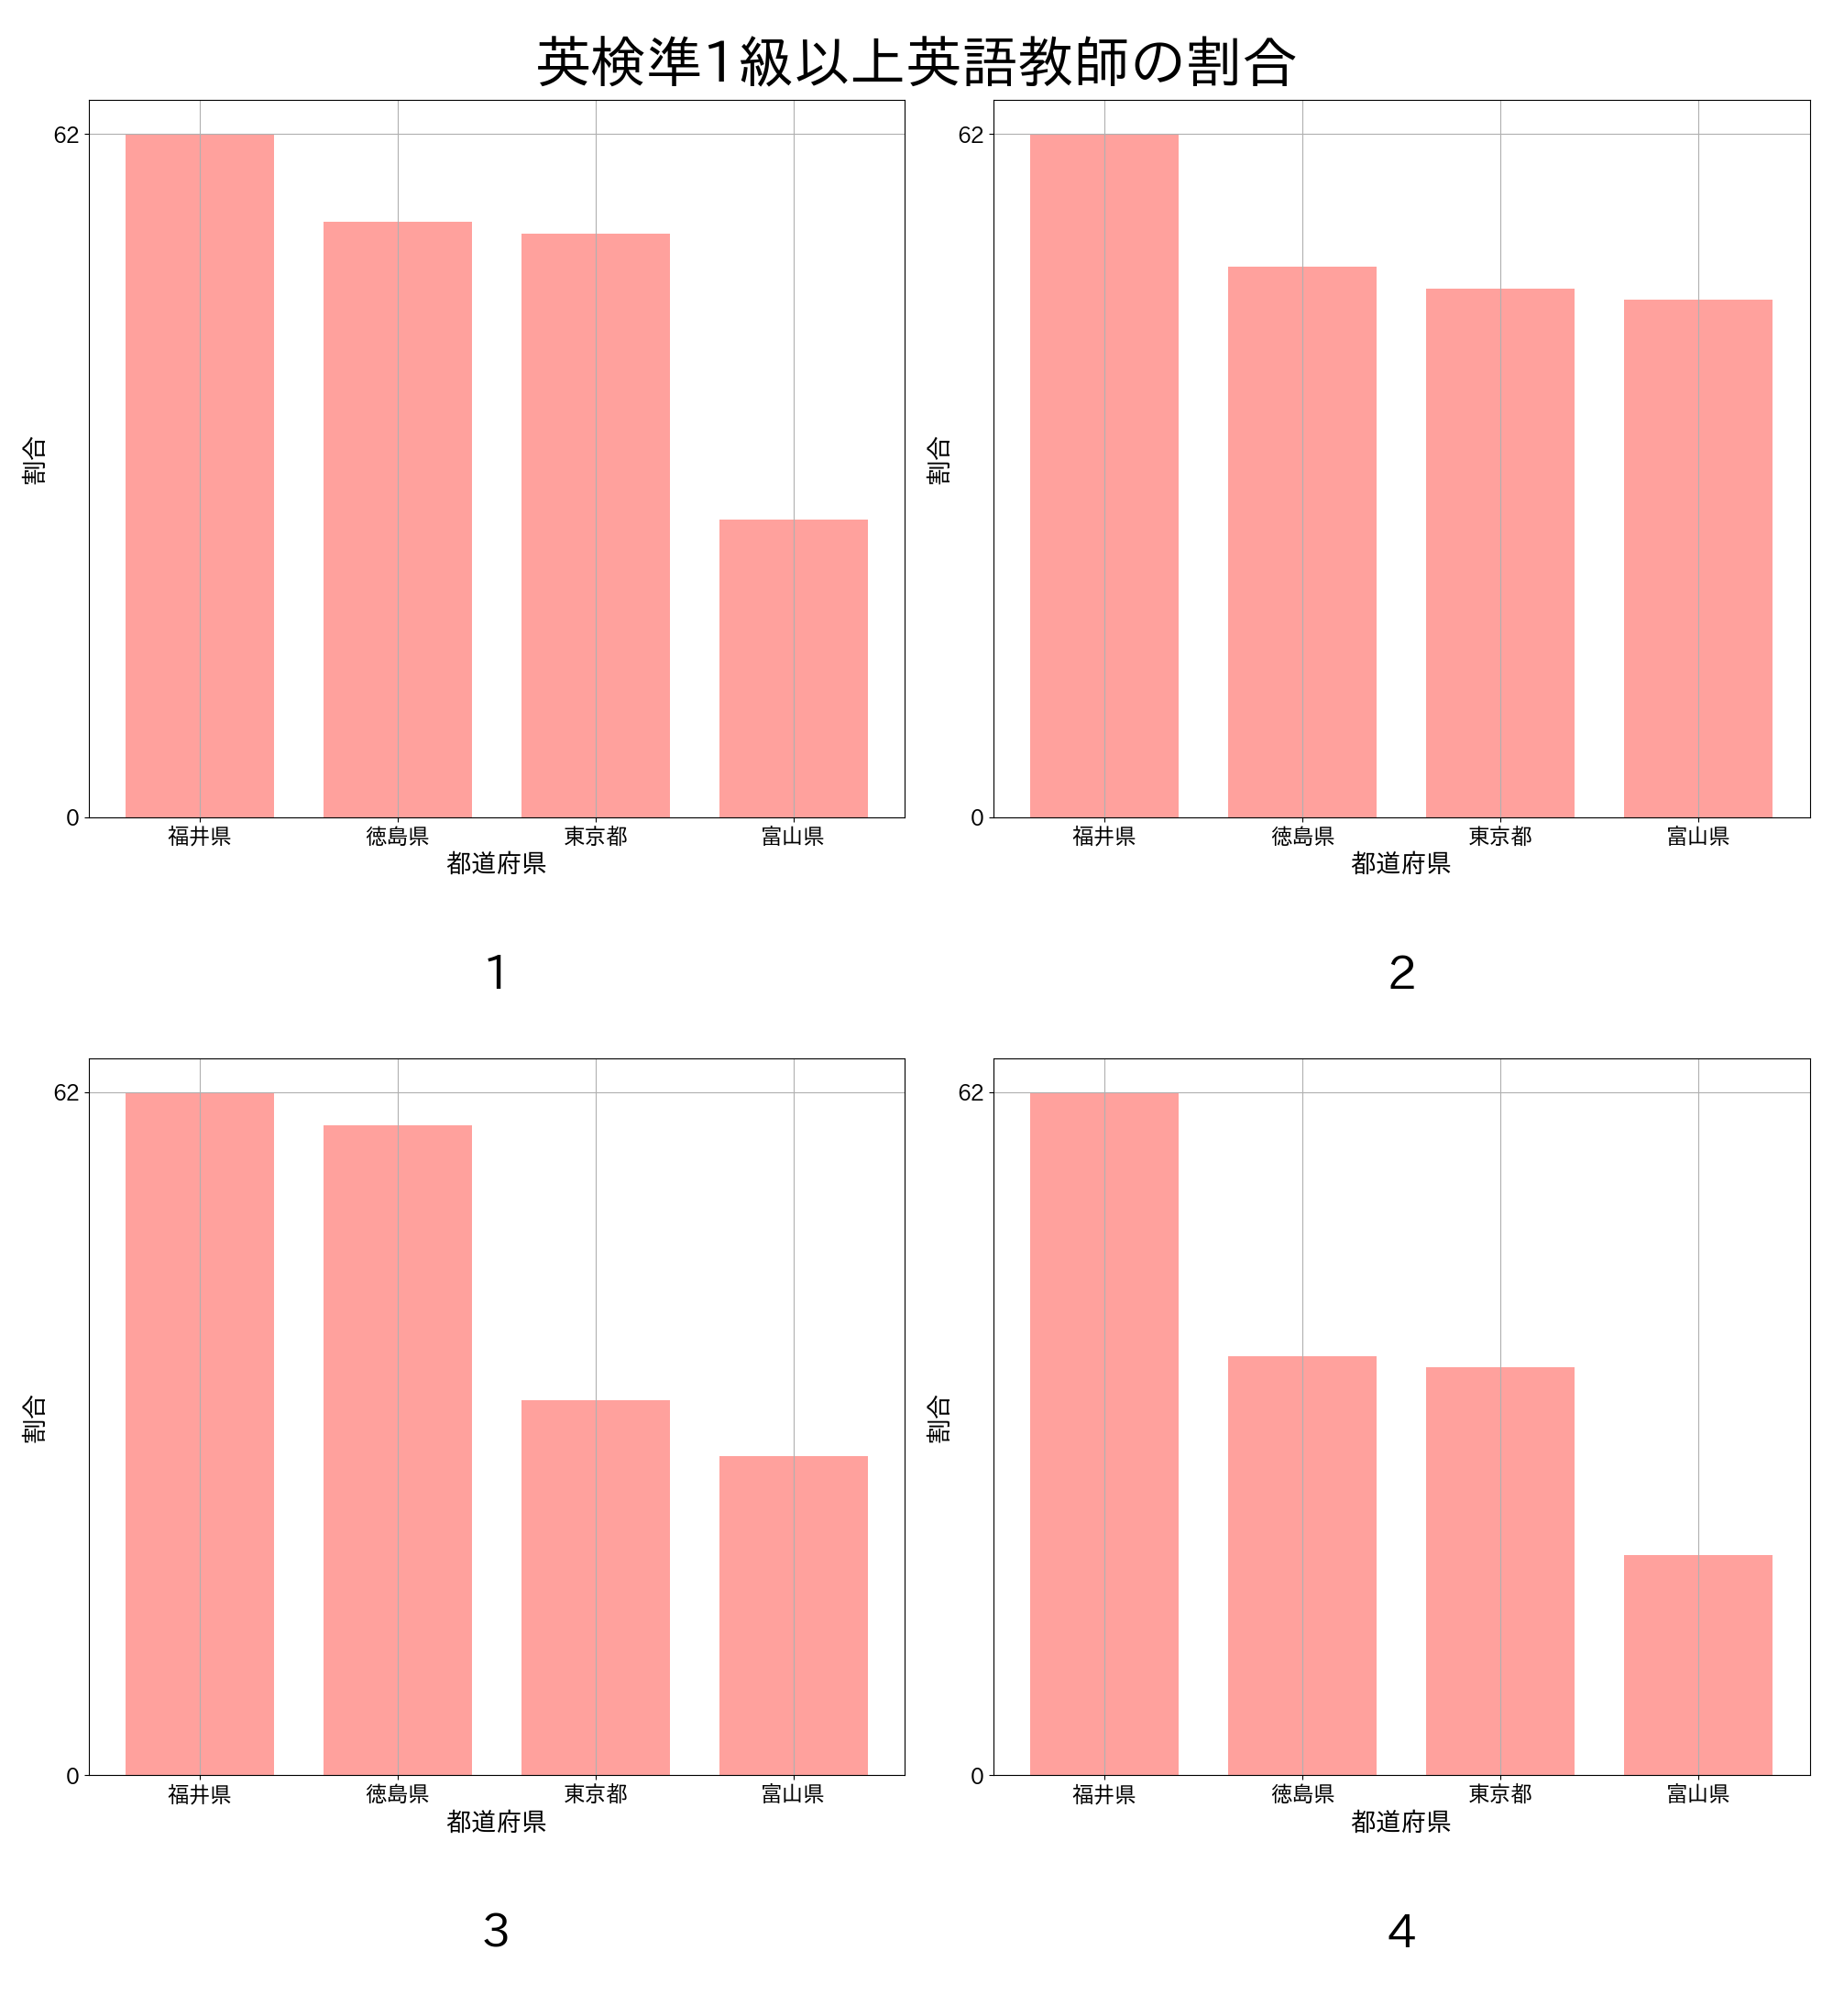 英検準1級以上英語教師の割合
62
割合
0
福井県 徳島県 東京都 富山県
都道府県
1
62
割合
0
福井県 徳島県 東京都 富山県
都道府県
2
62
割合
0
福井県 徳島県 東京都 富山県
都道府県
3
62
割合
0
福井県 徳島県 東京都 富山県
都道府県
4